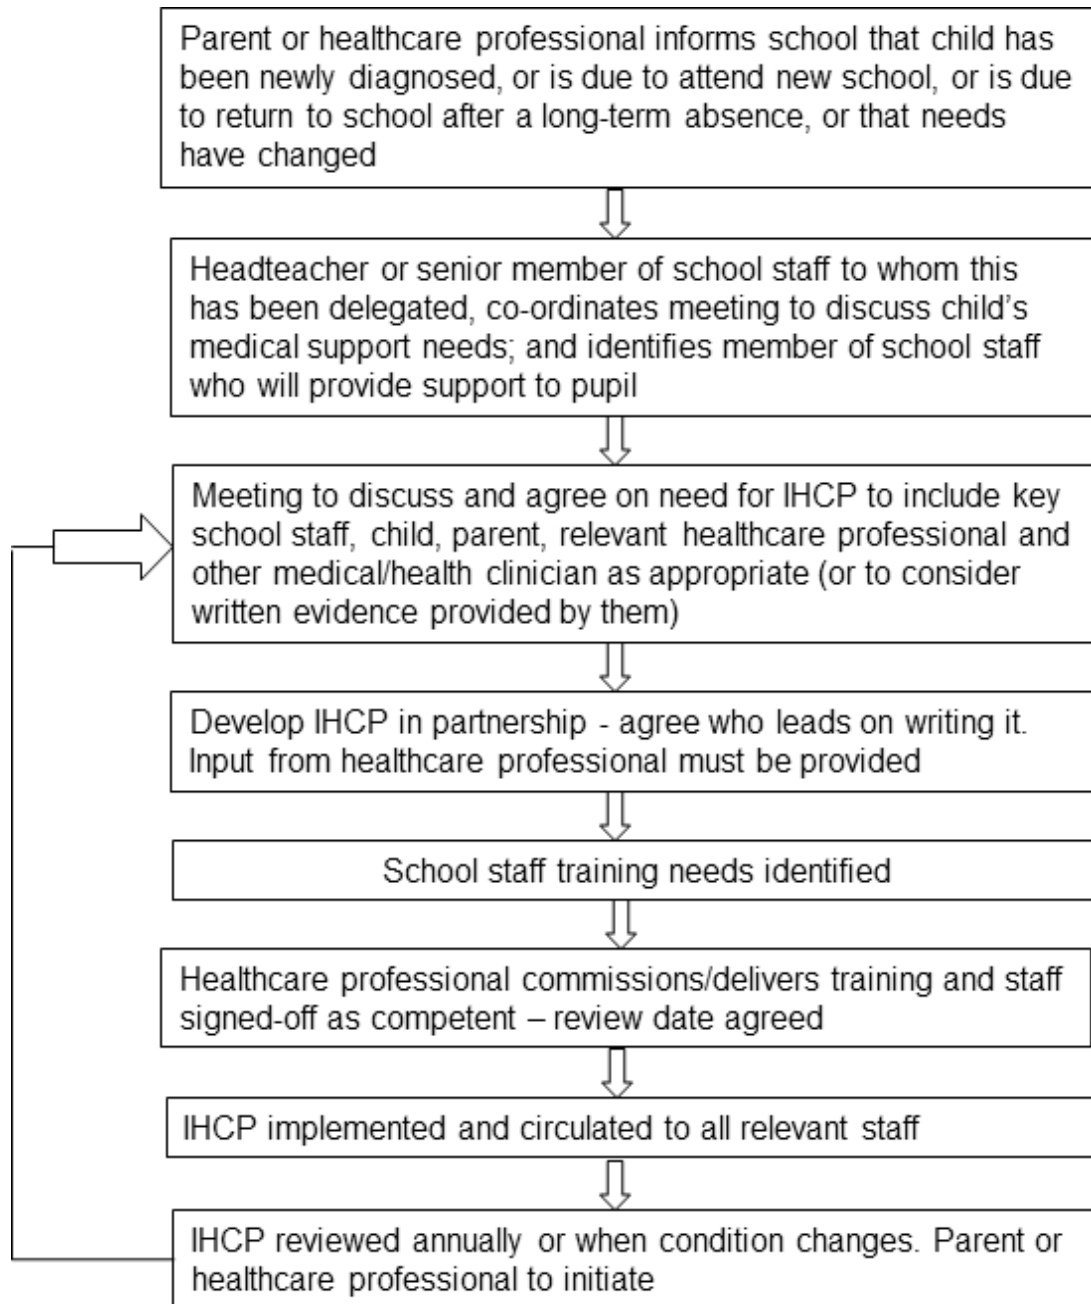 Parent or healthcare professional informs school that child has
been newly diagnosed, or is due to attend new school, or is due
to return to school after a long-term absence, or that needs
have changed
Headteacher or senior member of school staff to whom this
has been delegated, co-ordinates meeting to discuss child's
medical support needs; and identifies member of school staff
who will provide support to pupil
Meeting to discuss and agree on need for IHCP to include key
school staff, child, parent, relevant healthcare professional and
other medical/health clinician as appropriate (or to consider
written evidence provided by them)
Develop IHCP in partnership - agree who leads on writing it.
Input from healthcare professional must be provided
School staff training needs identified
Healthcare professional commissions/delivers training and staff
signed-off as competent – review date agreed
IHCP implemented and circulated to all relevant staff
IHCP reviewed annually or when condition changes. Parent or
healthcare professional to initiate